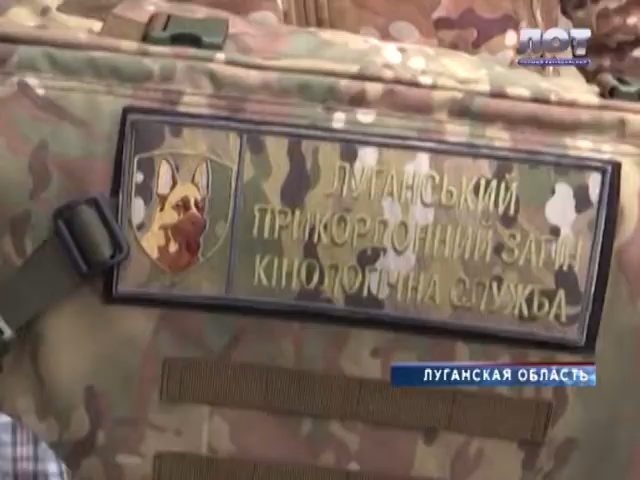 ЛОТ
ЛУГАНСЬКИЙ
ПРИКОРДОННИЙ ЗАГІН
КІНОЛОГІЧНА СЛУЖБА
ЛУГАНСКАЯ ОБЛАСТЬ